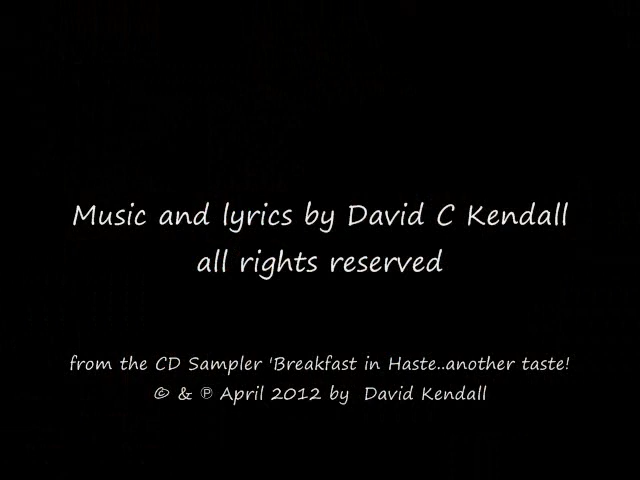 Music and lyrics by David C Kendall
all rights reserved
from the CD Sampler 'Breakfast in Haste..another taste!
© & ℗ April 2012 by  David Kendall